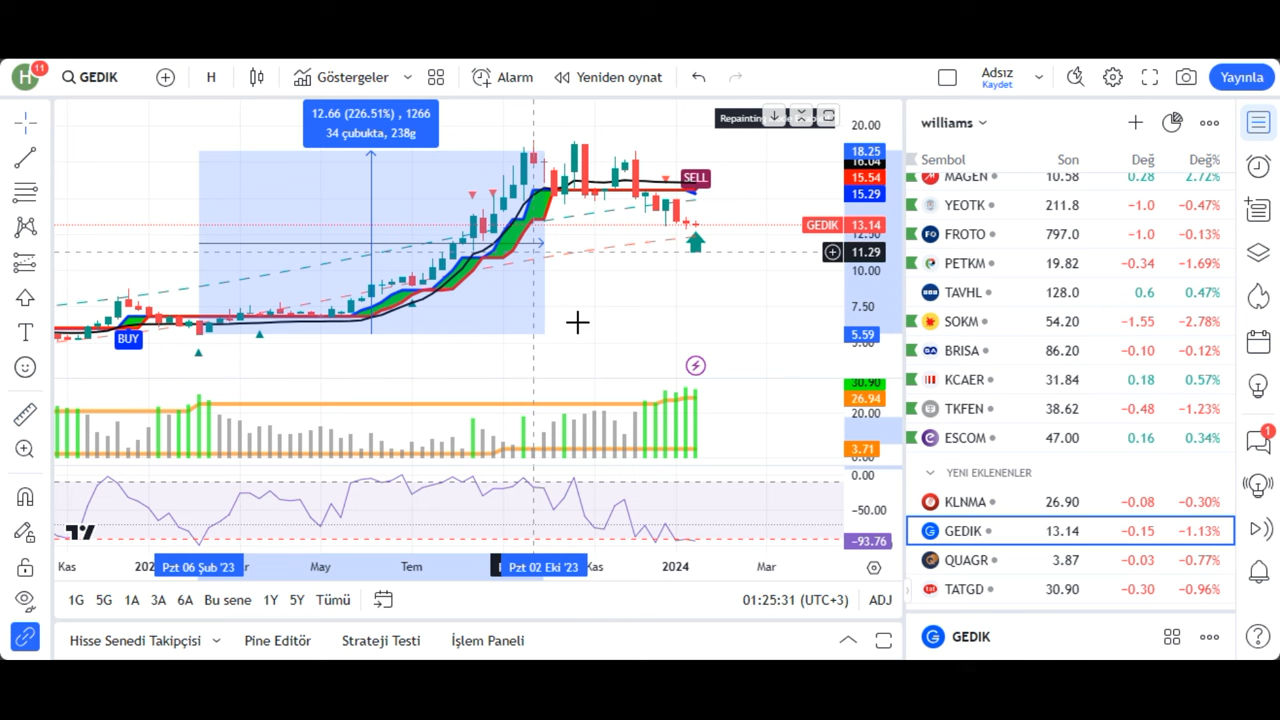 H 11 GEDIK H Göstergeler Alarm Yeniden oynat Adsız Yayınla
Kaydet
12.66 (226.51%) , 1266
34 çubukta, 238g
Repainting
20.00
18.25
16.04
15.54
15.29
GEDIK 13.14
12.50
11.29
10.00
7.50
5.59
5.00
SELL
BUY
30.90
26.94
20.00
3.71
0.00
0.00
−50.00
−93.76
Kas Pzt 06 Şub '23 May Tem Pzt 02 Eki '23 Kas 2024 Mar
1G 5G 1A 3A 6A Bu sene 1Y 5Y Tümü 01:25:31 (UTC+3) ADJ
Hisse Senedi Takipçisi Pine Editör Strateji Testi İşlem Paneli
williams
Sembol Son Değ Değ%
MAGEN 10.58 0.28 2.72%
YEOTK 211.8 −1.0 −0.47%
FROTO 797.0 −1.0 −0.13%
PETKM 19.82 −0.34 −1.69%
TAVHL 128.0 0.6 0.47%
SOKM 54.20 −1.55 −2.78%
BRISA 86.20 −0.10 −0.12%
KCAER 31.84 0.18 0.57%
TKFEN 38.62 −0.48 −1.23%
ESCOM 47.00 0.16 0.34%
YENI EKLENENLER
KLNMA 26.90 −0.08 −0.30%
GEDIK 13.14 −0.15 −1.13%
QUAGR 3.87 −0.03 −0.77%
TATGD 30.90 −0.30 −0.96%
GEDIK
1